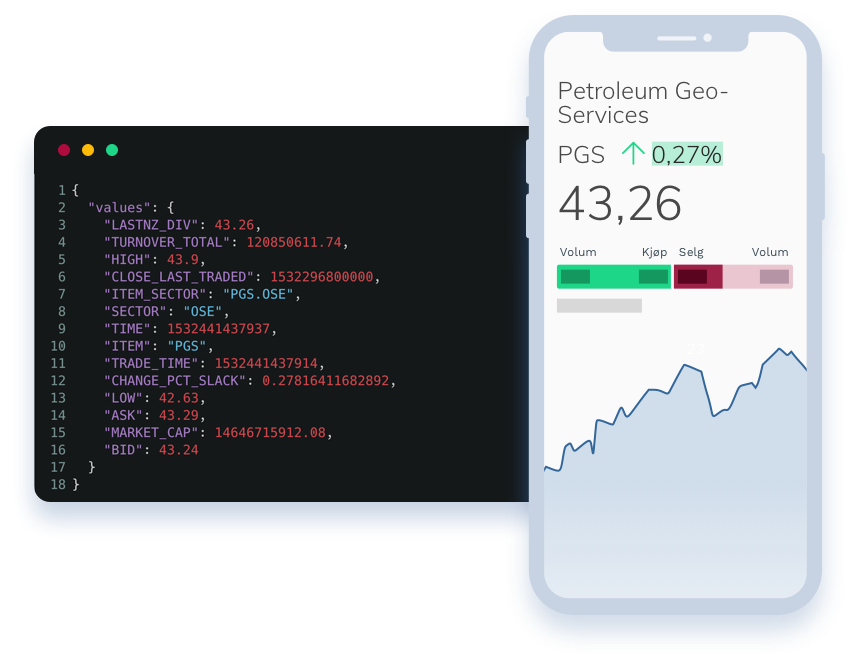 1 {
2 "values": {
3 "LASTNZ_DIV": 43.26,
4 "TURNOVER_TOTAL": 120850611.74,
5 "HIGH": 43.9,
6 "CLOSE_LAST_TRADED": 1532296800000,
7 "ITEM_SECTOR": "PGS.OSE",
8 "SECTOR": "OSE",
9 "TIME": 1532441437937,
10 "ITEM": "PGS",
11 "TRADE_TIME": 1532441437914,
12 "CHANGE_PCT_SLACK": 0.27816411682892,
13 "LOW": 42.63,
14 "ASK": 43.29,
15 "MARKET_CAP": 14646715912.08,
16 "BID": 43.24
17 }
18 }
Petroleum Geo-
Services
PGS ↑ 0,27%
43,26
Volum Kjøp Selg Volum